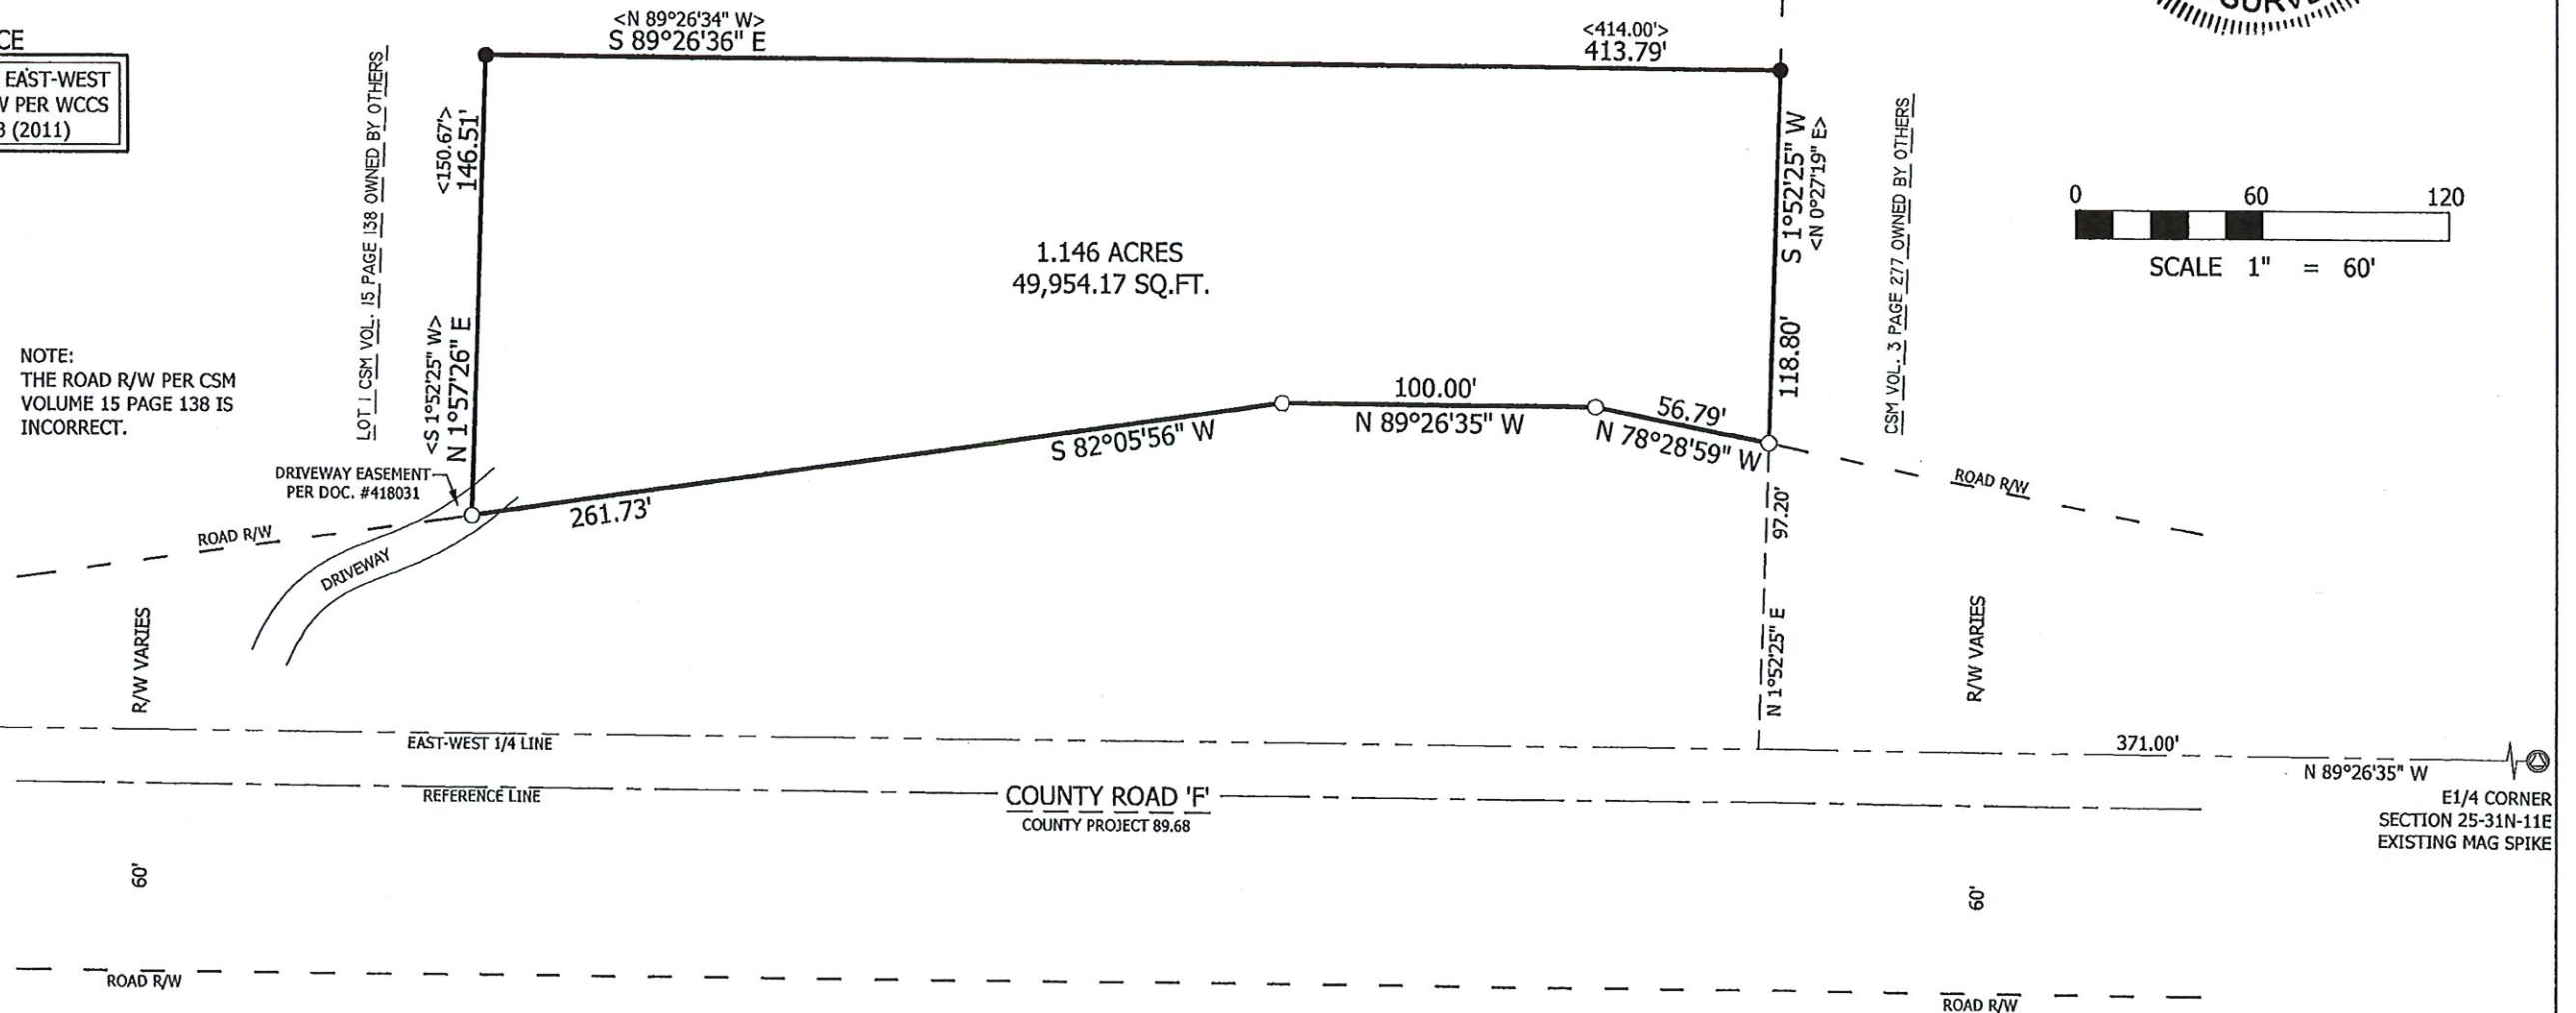 CE
EAST-WEST
PER WCCS
(2011)
<N 89°26'34" W>
S 89°26'36" E
<414.00'>
413.79'
LOT 1 CSM VOL. 15 PAGE 138 OWNED BY OTHERS
<150.67'>
146.51'
<S 1°52'25" W>
N 1°57'26" E
1.146 ACRES
49,954.17 SQ.FT.
S 1°52'25" W
<N 0°27'19" E>
118.80'
CSM VOL. 3 PAGE 277 OWNED BY OTHERS
0 60 120
SCALE 1" = 60'
NOTE:
THE ROAD R/W PER CSM
VOLUME 15 PAGE 138 IS
INCORRECT.
DRIVEWAY EASEMENT
PER DOC. #418031
100.00'
N 89°26'35" W
56.79'
N 78°28'59" W
S 82°05'56" W
261.73'
ROAD R/W
DRIVEWAY
ROAD R/W
97.20'
N 1°52'25" E
R/W VARIES
R/W VARIES
EAST-WEST 1/4 LINE
371.00'
N 89°26'35" W
REFERENCE LINE
COUNTY ROAD 'F'
COUNTY PROJECT 89.68
E1/4 CORNER
SECTION 25-31N-11E
EXISTING MAG SPIKE
60'
60'
ROAD R/W
ROAD R/W